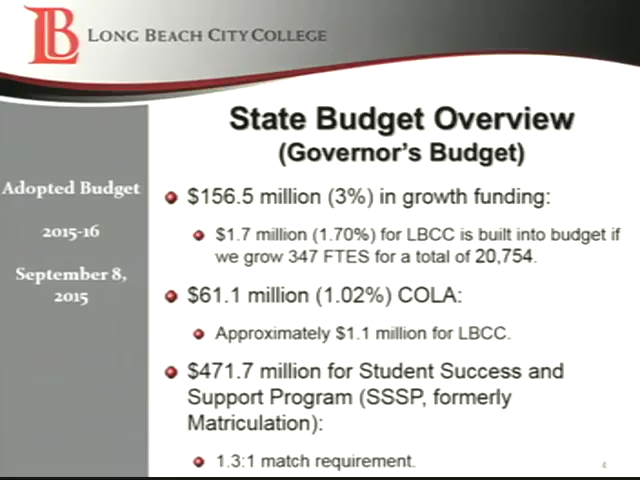 LB LONG BEACH CITY COLLEGE
State Budget Overview
(Governor's Budget)
Adopted Budget
2015-16
September 8,
2015
$156.5 million (3%) in growth funding:
$1.7 million (1.70%) for LBCC is built into budget if
we grow 347 FTES for a total of 20,754.
$61.1 million (1.02%) COLA:
Approximately $1.1 million for LBCC.
$471.7 million for Student Success and
Support Program (SSSP, formerly
Matriculation):
1.3:1 match requirement.
4